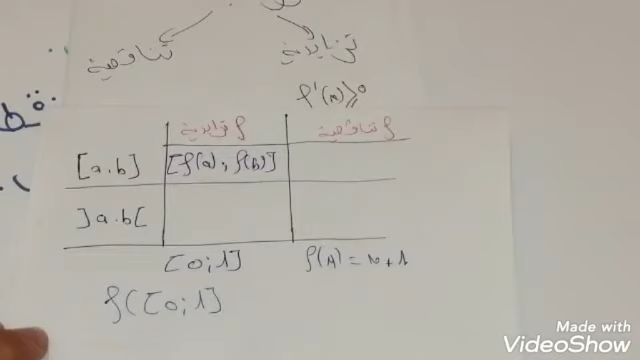 تزايدية تناقصية
f'(x) ≥ 0
f تزايدية f تناقصية
[a.b] [f(a); f(b)]
]a.b[
[0;1] f(x) = x+1
f([0;1]
Made with
VideoShow